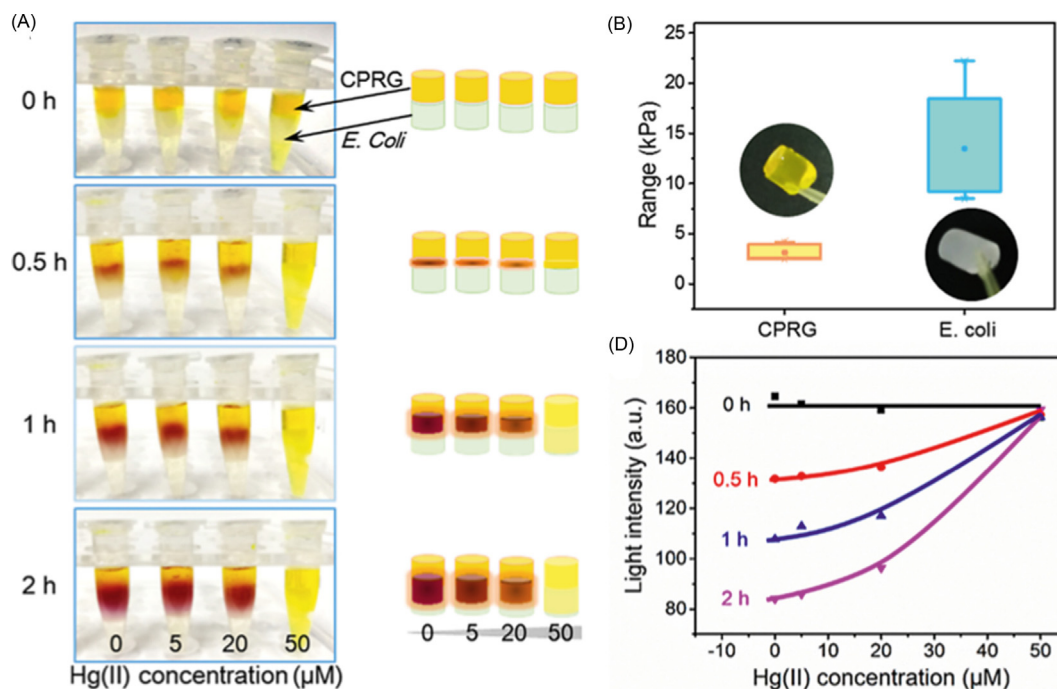 (A)
0 h
CPRG
E. Coli
0.5 h
1 h
2 h
0 5 20 50
Hg(II) concentration (µM)
0 5 20 50
(B)
Range (kPa)
25
20
15
10
5
0
CPRG E. coli
(D)
Light intensity (a.u.)
160
140
120
100
80
0 h
0.5 h
1 h
2 h
-10 0 10 20 30 40 50
Hg(II) concentration (µM)